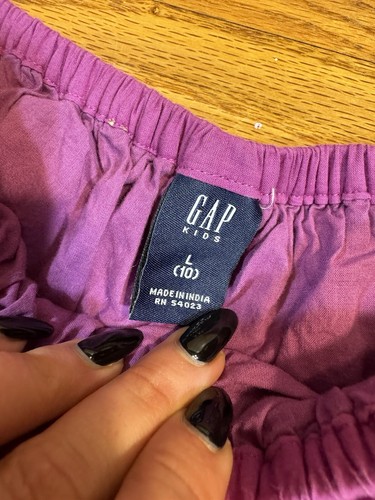 GAP
KIDS
L
(10)
MADE IN INDIA
RN 54023